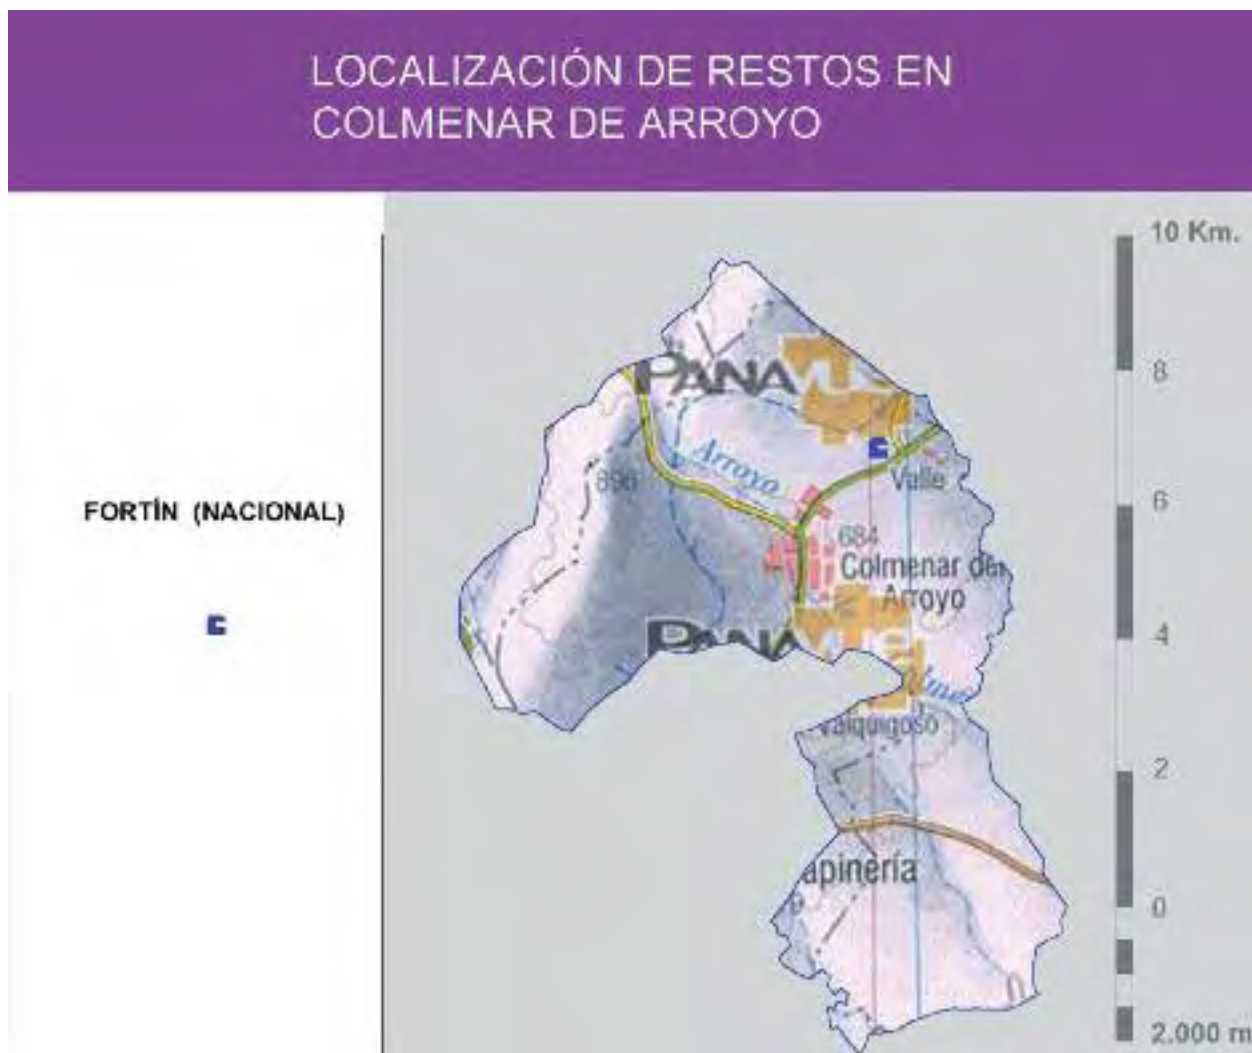 LOCALIZACIÓN DE RESTOS EN
COLMENAR DE ARROYO
FORTÍN (NACIONAL)
10 Km.
8
6
4
2
0
2.000 m
PANA
Arroyo
Valle
684
Colmenar de
Arroyo
PANA
Valquigoso
apinería